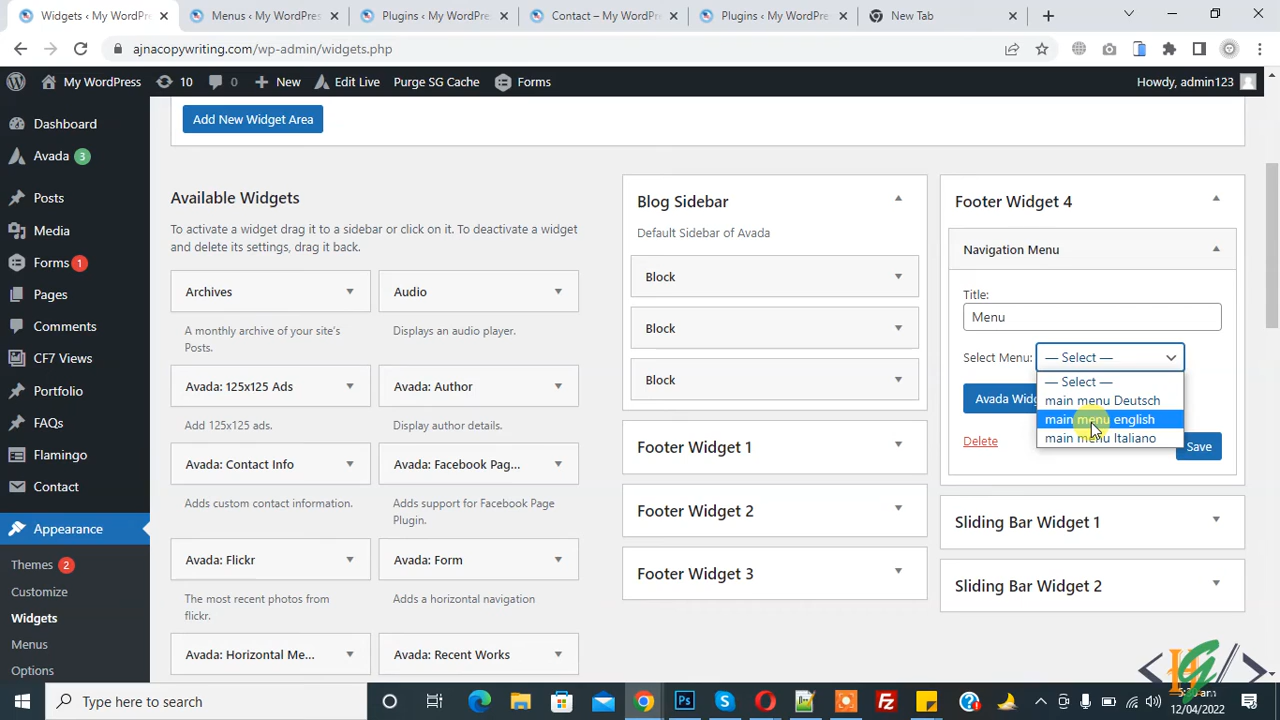 Widgets ‹ My WordPre
Menus ‹ My WordPress
Plugins ‹ My WordPre
Contact – My WordPre
Plugins ‹ My WordPre
New Tab
ajnacopywriting.com/wp-admin/widgets.php
My WordPress
10
0
New
Edit Live
Purge SG Cache
Forms
Howdy, admin123
Dashboard
Avada 3
Posts
Media
Forms 1
Pages
Comments
CF7 Views
Portfolio
FAQs
Flamingo
Contact
Appearance
Themes 2
Customize
Widgets
Menus
Options
Add New Widget Area
Available Widgets
To activate a widget drag it to a sidebar or click on it. To deactivate a widget
and delete its settings, drag it back.
Archives
A monthly archive of your site's
Posts.
Audio
Displays an audio player.
Avada: 125x125 Ads
Add 125x125 ads.
Avada: Author
Display author details.
Avada: Contact Info
Adds custom contact information.
Avada: Facebook Pag...
Adds support for Facebook Page
Plugin.
Avada: Flickr
The most recent photos from
flickr.
Avada: Form
Adds a horizontal navigation
Avada: Horizontal Me...
Avada: Recent Works
Blog Sidebar
Default Sidebar of Avada
Block
Block
Block
Footer Widget 1
Footer Widget 2
Footer Widget 3
Footer Widget 4
Navigation Menu
Title:
Menu
Select Menu:
— Select —
— Select —
main menu Deutsch
main menu english
main menu Italiano
Avada Widg
Delete
Save
Sliding Bar Widget 1
Sliding Bar Widget 2
Type here to search
12/04/2022